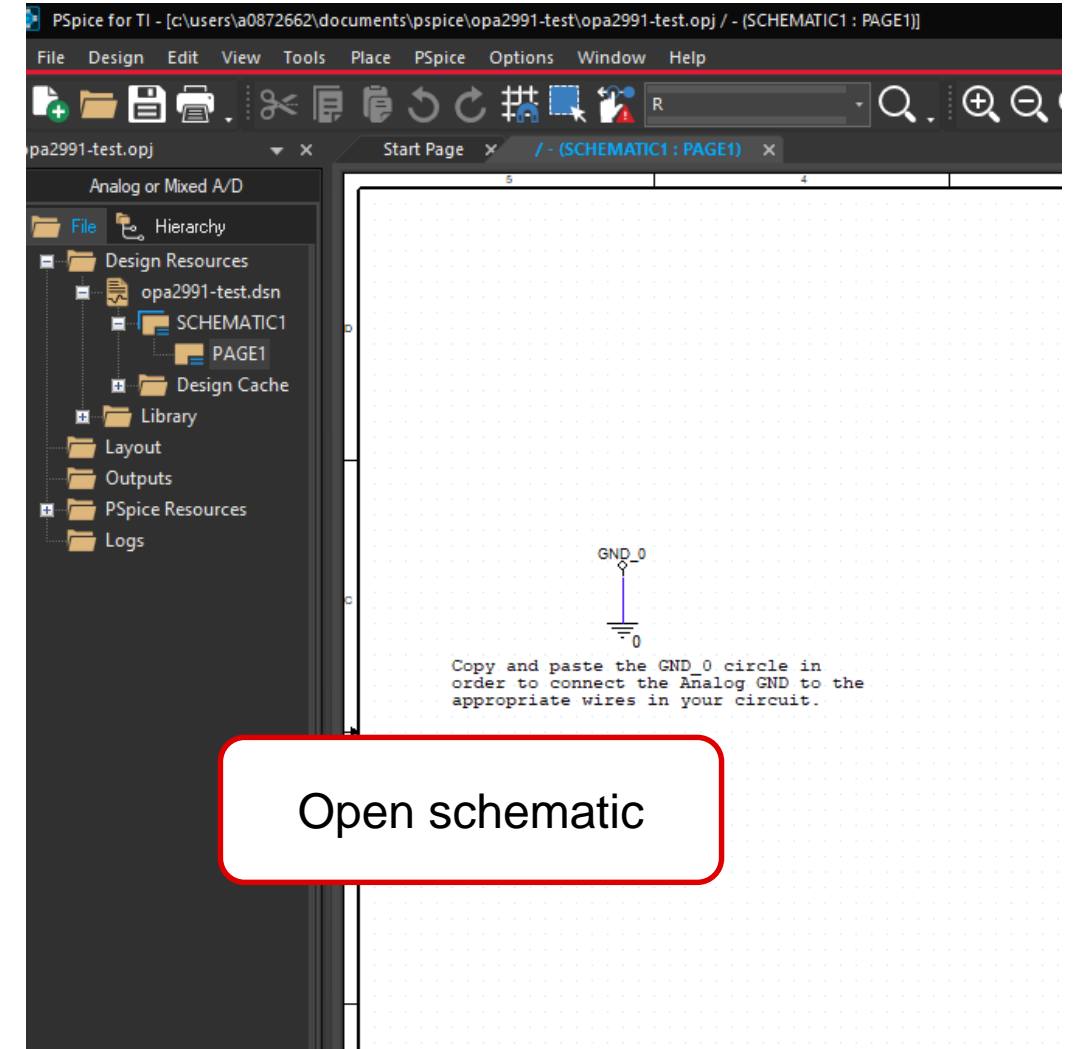 PSpice for TI - [c:\users\a0872662\documents\pspice\opa2991-test\opa2991-test.opj / - (SCHEMATIC1 : PAGE1)]
File Design Edit View Tools Place PSpice Options Window Help
R
pa2991-test.opj
Start Page / - (SCHEMATIC1 : PAGE1)
Analog or Mixed A/D
5 4
File Hierarchy
Design Resources
opa2991-test.dsn
SCHEMATIC1
D
PAGE1
Design Cache
Library
Layout
Outputs
PSpice Resources
Logs
GND_0
C
0
Copy and paste the GND_0 circle in
order to connect the Analog GND to the
appropriate wires in your circuit.
Open schematic